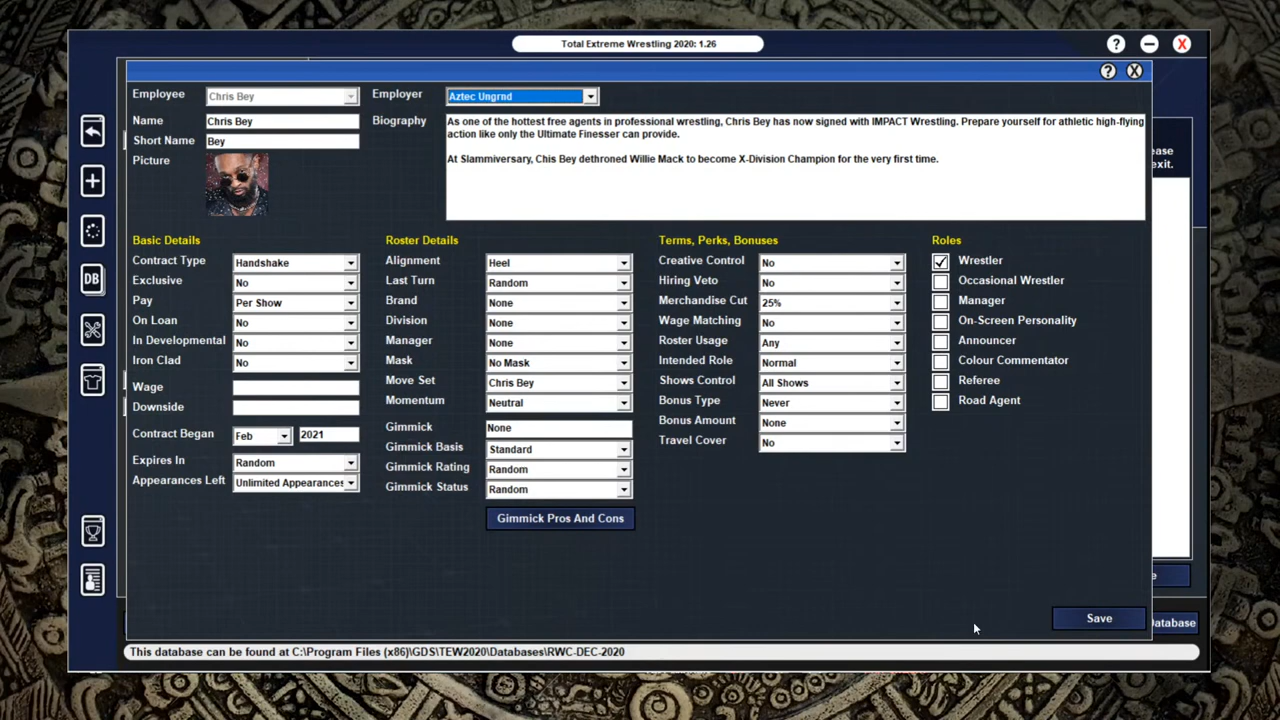 Total Extreme Wrestling 2020: 1.26
? X
? X
Employee Chris Bey Employer Aztec Ungrnd
Name Chris Bey Biography
Short Name Bey
Picture
As one of the hottest free agents in professional wrestling, Chris Bey has now signed with IMPACT Wrestling. Prepare yourself for athletic high-flying
action like only the Ultimate Finesser can provide.
At Slammiversary, Chis Bey dethroned Willie Mack to become X-Division Champion for the very first time.
ease
exit.
DB
Basic Details
Contract Type Handshake
Exclusive No
Pay Per Show
On Loan No
In Developmental No
Iron Clad No
Wage
Downside
Contract Began Feb 2021
Expires In Random
Appearances Left Unlimited Appearances
Roster Details
Alignment Heel
Last Turn Random
Brand None
Division None
Manager None
Mask No Mask
Move Set Chris Bey
Momentum Neutral
Gimmick None
Gimmick Basis Standard
Gimmick Rating Random
Gimmick Status Random
Gimmick Pros And Cons
Terms, Perks, Bonuses
Creative Control No
Hiring Veto No
Merchandise Cut 25%
Wage Matching No
Roster Usage Any
Intended Role Normal
Shows Control All Shows
Bonus Type Never
Bonus Amount None
Travel Cover No
Roles
Wrestler
Occasional Wrestler
Manager
On-Screen Personality
Announcer
Colour Commentator
Referee
Road Agent
e
Save
Database
This database can be found at C:\Program Files (x86)\GDS\TEW2020\Databases\RWC-DEC-2020